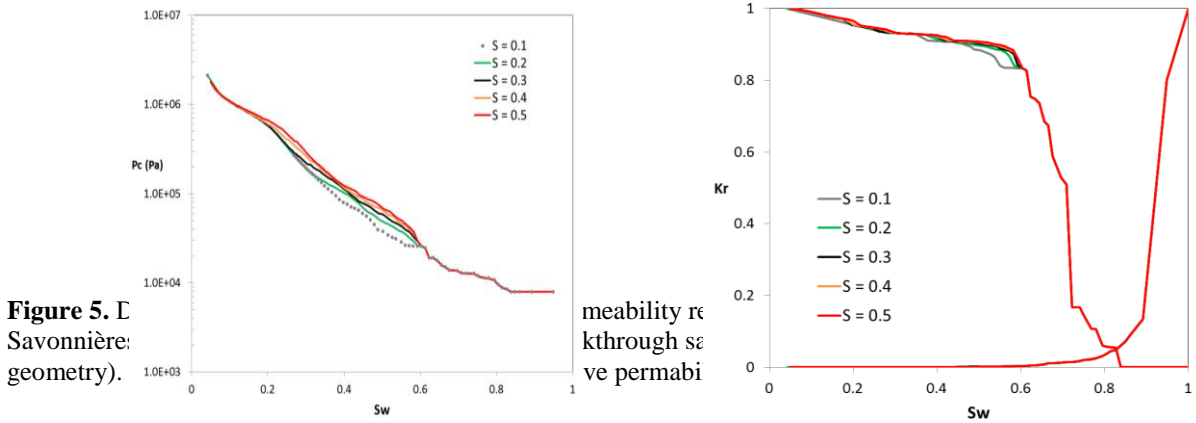 1.0E+07
1.0E+06
Pc (Pa)
1.0E+05
1.0E+04
1.0E+03
0 0.2 0.4 0.6 0.8 1
Sw
S = 0.1
S = 0.2
S = 0.3
S = 0.4
S = 0.5
1
0.8
0.6
Kr
0.4
0.2
0
0 0.2 0.4 0.6 0.8 1
Sw
S = 0.1
S = 0.2
S = 0.3
S = 0.4
S = 0.5
Figure 5. D meability re
Savonnières kthrough sa
geometry). ve permabil